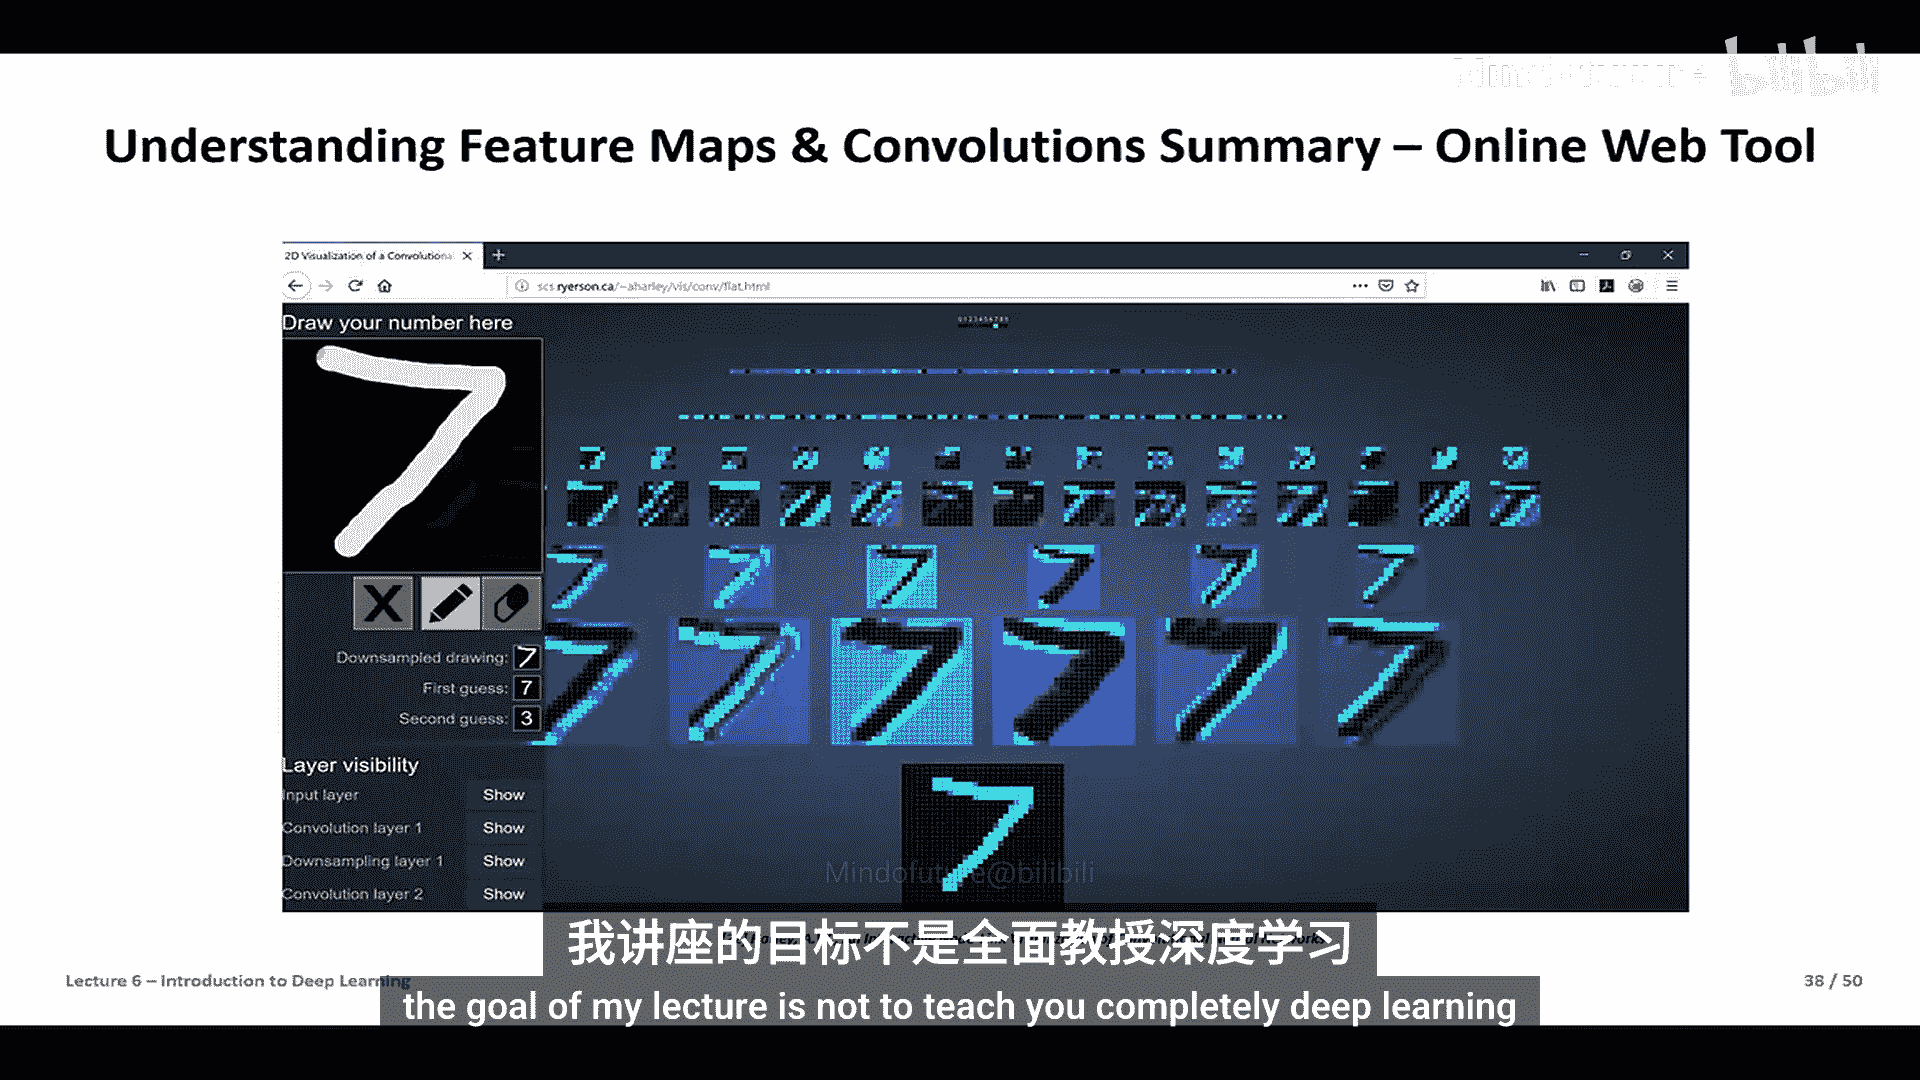 bilibili
Understanding Feature Maps & Convolutions Summary – Online Web Tool
2D Visualization of a Convolutional
scs.ryerson.ca/~aharley/vis/conv/flat.html
Draw your number here
0123456789
Downsampled drawing: 7
First guess: 7
Second guess: 3
Layer visibility
Input layer Show
Convolution layer 1 Show
Downsampling layer 1 Show
Convolution layer 2 Show
Mindofuture@bilibili
我讲座的目标不是全面教授深度学习
Lecture 6 – Introduction to Deep Learning
38 / 50
the goal of my lecture is not to teach you completely deep learning